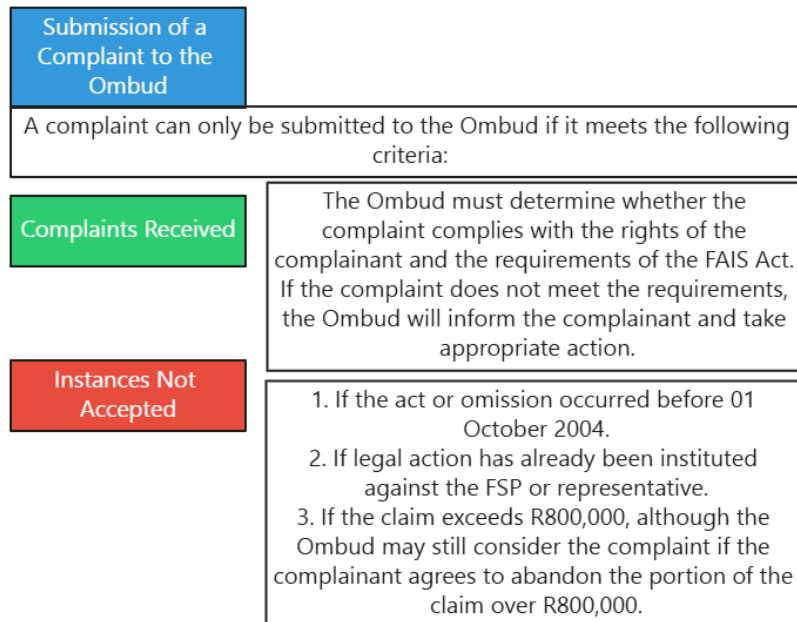 Submission of a
Complaint to the
Ombud
A complaint can only be submitted to the Ombud if it meets the following
criteria:
Complaints Received
The Ombud must determine whether the
complaint complies with the rights of the
complainant and the requirements of the FAIS Act.
If the complaint does not meet the requirements,
the Ombud will inform the complainant and take
appropriate action.
Instances Not
Accepted
1. If the act or omission occurred before 01
October 2004.
2. If legal action has already been instituted
against the FSP or representative.
3. If the claim exceeds R800,000, although the
Ombud may still consider the complaint if the
complainant agrees to abandon the portion of the
claim over R800,000.